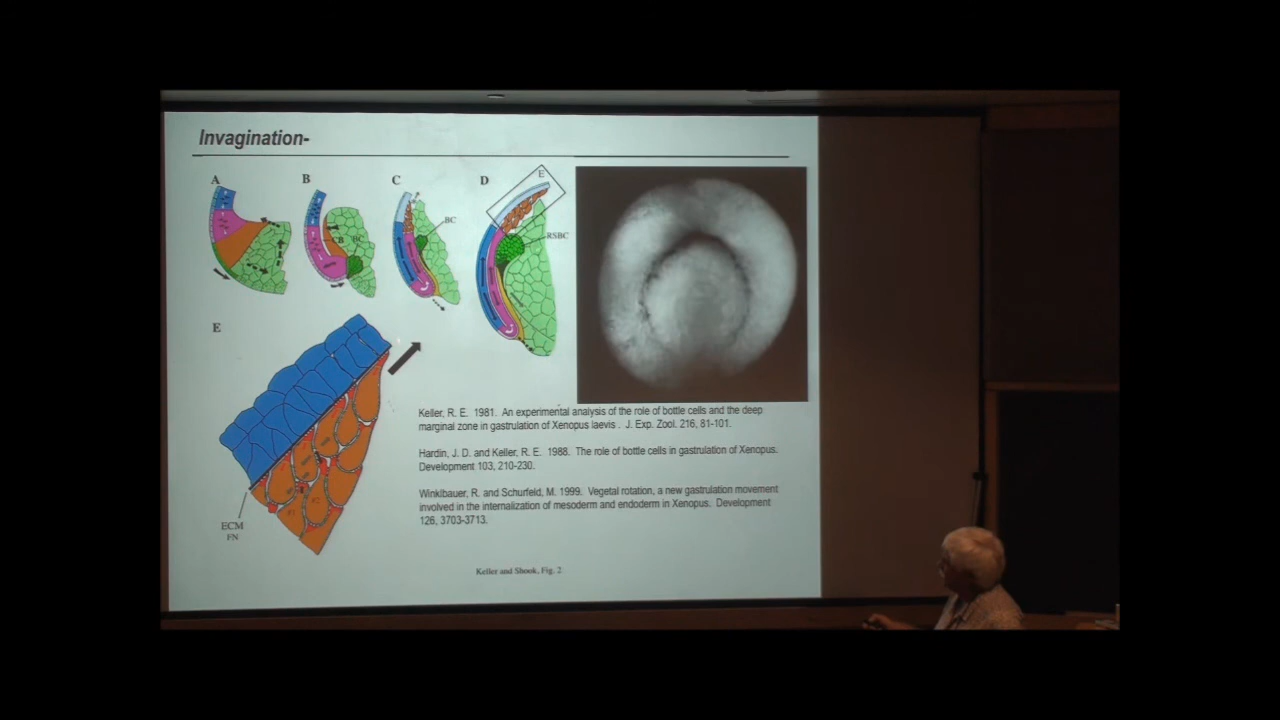 Invagination-
A
B
C
D
E
BC
B
BC
RSBC
E
ECM
FN
Keller, R. E. 1981. An experimental analysis of the role of bottle cells and the deep
marginal zone in gastrulation of Xenopus laevis . J. Exp. Zool. 216, 81-101.
Hardin, J. D. and Keller, R. E. 1988. The role of bottle cells in gastrulation of Xenopus.
Development 103, 210-230.
Winklbauer, R. and Schurfeld, M. 1999. Vegetal rotation, a new gastrulation movement
involved in the internalization of mesoderm and endoderm in Xenopus. Development
126, 3703-3713.
Keller and Shook, Fig. 2